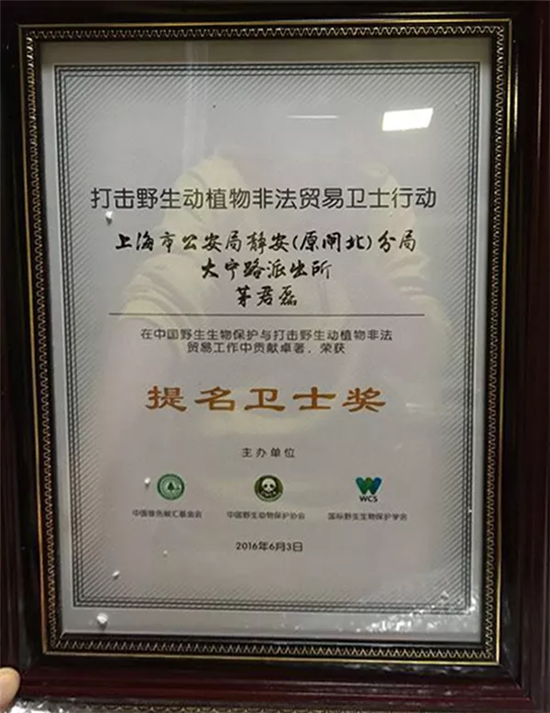 打击野生动植物非法贸易卫士行动
上海市公安局静安(原闸北)分局
大宁路派出所
茅君磊
在中国野生生物保护与打击野生动植物非法
贸易工作中贡献卓著，荣获
提名卫士奖
主办单位
WCS
中国绿色碳汇基金会 中国野生动物保护协会 国际野生生物保护学会
2016年6月3日